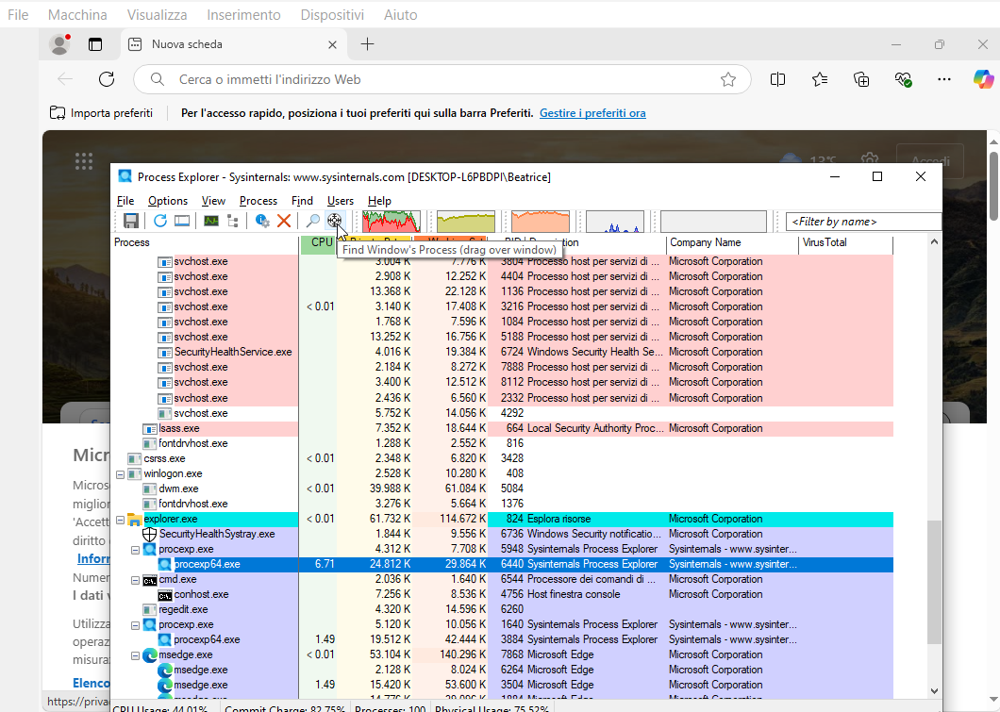 File Macchina Visualizza Inserimento Dispositivi Aiuto
Nuova scheda
Cerca o immetti l'indirizzo Web
Importa preferiti Per l'accesso rapido, posiziona i tuoi preferiti qui sulla barra Preferiti. Gestire i preferiti ora
13°C Accedi
Process Explorer - Sysinternals: www.sysinternals.com [DESKTOP-L6PBDPI\Beatrice]
File Options View Process Find Users Help
<Filter by name>
Process CPU Company Name VirusTotal
Find Window's Process (drag over window)
svchost.exe 3.004 K 7.776 K 3804 Processo host per servizi di ... Microsoft Corporation
svchost.exe 2.908 K 12.252 K 4404 Processo host per servizi di ... Microsoft Corporation
svchost.exe 13.368 K 22.128 K 1136 Processo host per servizi di ... Microsoft Corporation
svchost.exe < 0.01 3.140 K 17.408 K 3216 Processo host per servizi di ... Microsoft Corporation
svchost.exe 1.768 K 7.596 K 1084 Processo host per servizi di ... Microsoft Corporation
svchost.exe 13.252 K 16.756 K 5188 Processo host per servizi di ... Microsoft Corporation
SecurityHealthService.exe 4.016 K 19.384 K 6724 Windows Security Health Se... Microsoft Corporation
svchost.exe 2.184 K 8.272 K 7888 Processo host per servizi di ... Microsoft Corporation
svchost.exe 3.400 K 12.512 K 8112 Processo host per servizi di ... Microsoft Corporation
svchost.exe 2.436 K 6.560 K 2332 Processo host per servizi di ... Microsoft Corporation
svchost.exe 5.752 K 14.056 K 4292
lsass.exe 7.352 K 18.644 K 664 Local Security Authority Proc... Microsoft Corporation
fontdrvhost.exe 1.288 K 2.552 K 816
csrss.exe < 0.01 2.348 K 6.820 K 3428
winlogon.exe 2.528 K 10.280 K 408
dwm.exe < 0.01 39.988 K 61.084 K 5084
fontdrvhost.exe 3.276 K 5.664 K 1376
explorer.exe < 0.01 61.732 K 114.672 K 824 Esplora risorse Microsoft Corporation
SecurityHealthSystray.exe 1.844 K 9.556 K 6736 Windows Security notificatio... Microsoft Corporation
procexp.exe 4.312 K 7.708 K 5948 Sysinternals Process Explorer Sysinternals - www.sysinter...
procexp64.exe 6.71 24.812 K 29.864 K 6440 Sysinternals Process Explorer Sysinternals - www.sysinter...
cmd.exe 2.036 K 1.640 K 6544 Processore dei comandi di ... Microsoft Corporation
conhost.exe 7.256 K 8.536 K 4756 Host finestra console Microsoft Corporation
regedit.exe 4.320 K 14.596 K 6260
procexp.exe 5.120 K 10.056 K 1640 Sysinternals Process Explorer Sysinternals - www.sysinter...
procexp64.exe 1.49 19.512 K 42.444 K 3884 Sysinternals Process Explorer Sysinternals - www.sysinter...
msedge.exe < 0.01 53.104 K 140.296 K 7868 Microsoft Edge Microsoft Corporation
msedge.exe 2.128 K 8.024 K 6264 Microsoft Edge Microsoft Corporation
msedge.exe 1.49 15.420 K 53.600 K 3504 Microsoft Edge Microsoft Corporation
CPU Usage: 44.01% Commit Charge: 82.75% Processes: 100 Physical Usage: 75.52%
Micr
Micros
miglior
'Accett
diritto
Inforr
Numer
I dati v
Utilizza
operaz
misura
Elenco
https://priva